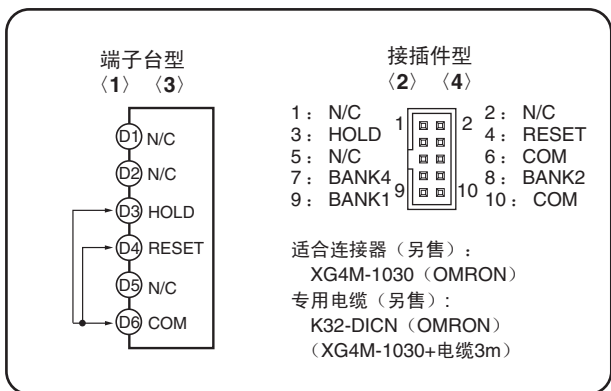 端子台型
〈1〉 〈3〉
D1 N/C
D2 N/C
D3 HOLD
D4 RESET
D5 N/C
D6 COM
接插件型
〈2〉 〈4〉
1： N/C
3： HOLD
5： N/C
7： BANK4
9： BANK1
1 2
9 10
2： N/C
4： RESET
6： COM
8： BANK2
10： COM
适合连接器（另售）：
XG4M-1030（OMRON）
专用电缆（另售）:
K32-DICN（OMRON）
（XG4M-1030+电缆3m）